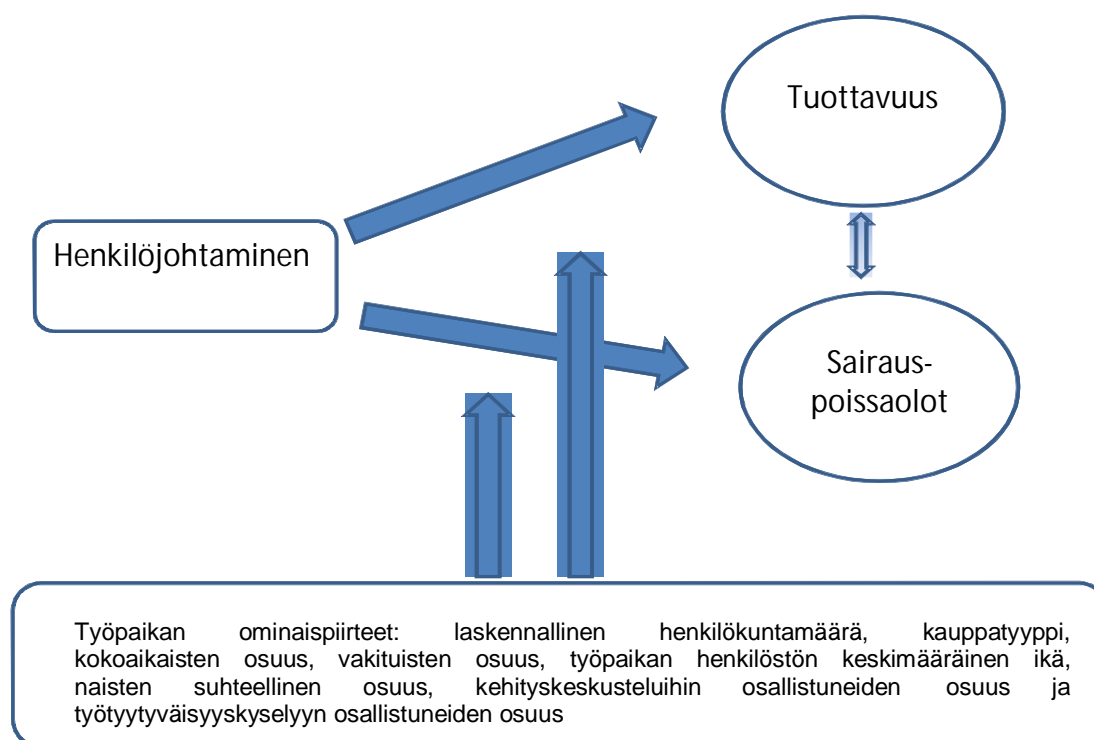 Tuottavuus
Henkilöjohtaminen
Sairaus-
poissaolot
Työpaikan ominaispiirteet: laskennallinen henkilökuntamäärä, kauppatyyppi,
kokoaikaisten osuus, vakituisten osuus, työpaikan henkilöstön keskimääräinen ikä,
naisten suhteellinen osuus, kehityskeskusteluihin osallistuneiden osuus ja
työtyytyväisyyskyselyyn osallistuneiden osuus